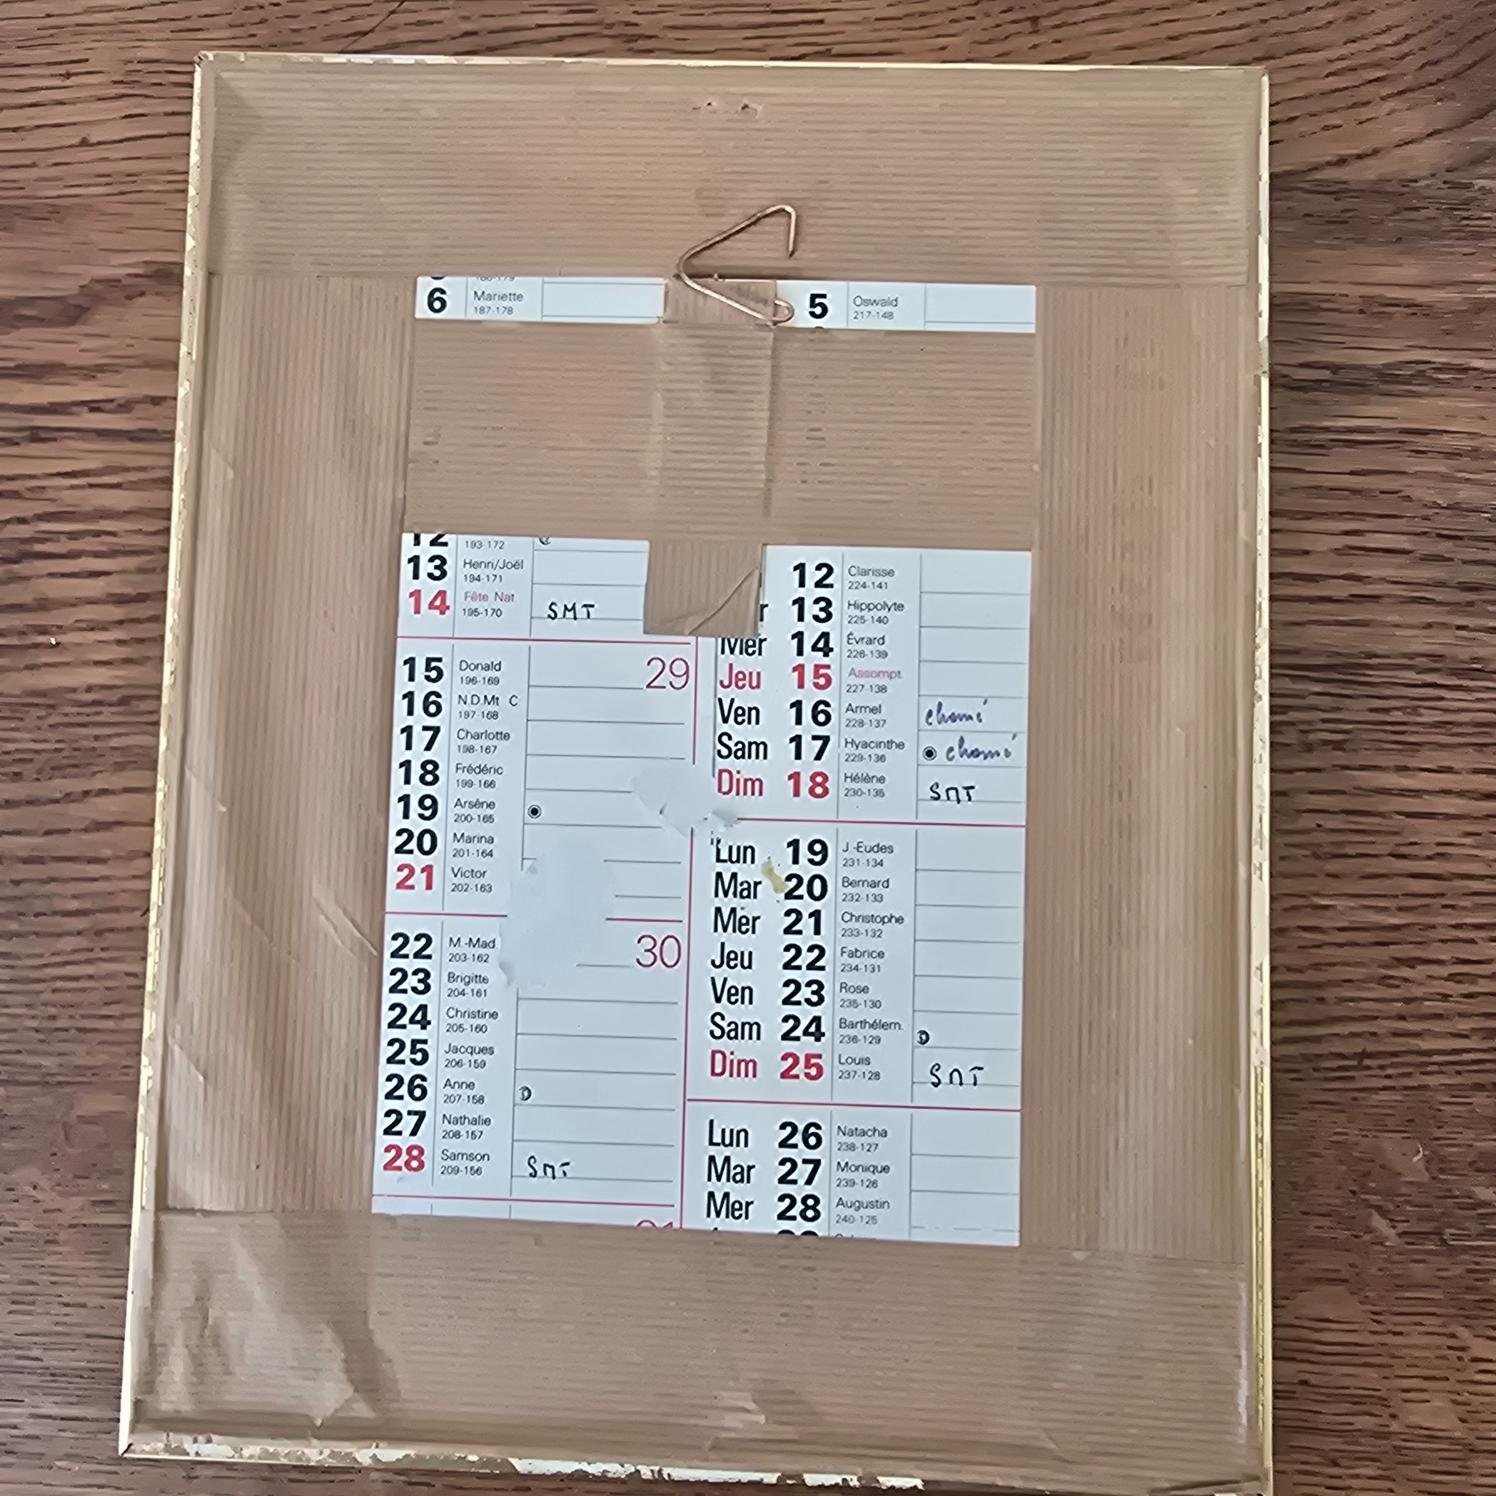 6 Mariette
187-178
5 Oswald
217-148
12
193-172
13 Henri/Joël
194-171
14 Fête Nat. SMT
195-170
15 Donald 29
196-169
16 N.D.Mt C
197-168
17 Charlotte
198-167
18 Frédéric
199-166
19 Arsène
200-165
20 Marina
201-164
21 Victor
202-163
22 M.-Mad. 30
203-162
23 Brigitte
204-161
24 Christine
205-160
25 Jacques
206-159
26 Anne
207-158
27 Nathalie
208-157
28 Samson SMT
209-156
12 Clarisse
224-141
13 Hippolyte
225-140
Mer 14 Évrard
226-139
Jeu 15 Assompt.
227-138
Ven 16 Armel
228-137
Sam 17 Hyacinthe
229-136
Dim 18 Hélène SMT
230-135
Lun 19 J.-Eudes
231-134
Mar 20 Bernard
232-133
Mer 21 Christophe
233-132
Jeu 22 Fabrice
234-131
Ven 23 Rose
235-130
Sam 24 Barthélem.
236-129
Dim 25 Louis SMT
237-128
Lun 26 Natacha
238-127
Mar 27 Monique
239-126
Mer 28 Augustin
240-125